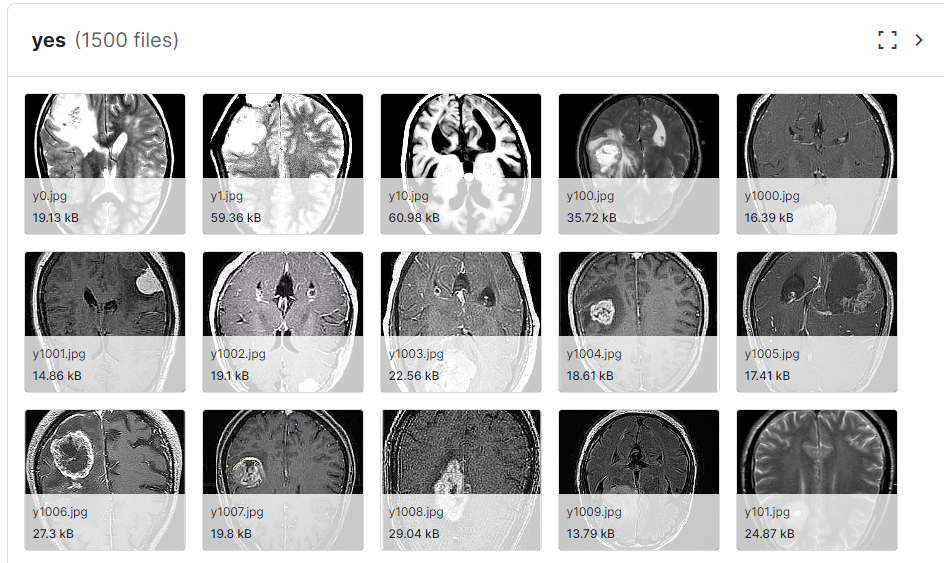 yes (1500 files)
y0.jpg
19.13 kB
y1.jpg
59.36 kB
y10.jpg
60.98 kB
y100.jpg
35.72 kB
y1000.jpg
16.39 kB
y1001.jpg
14.86 kB
y1002.jpg
19.1 kB
y1003.jpg
22.56 kB
y1004.jpg
18.61 kB
y1005.jpg
17.41 kB
y1006.jpg
27.3 kB
y1007.jpg
19.8 kB
y1008.jpg
29.04 kB
y1009.jpg
13.79 kB
y101.jpg
24.87 kB